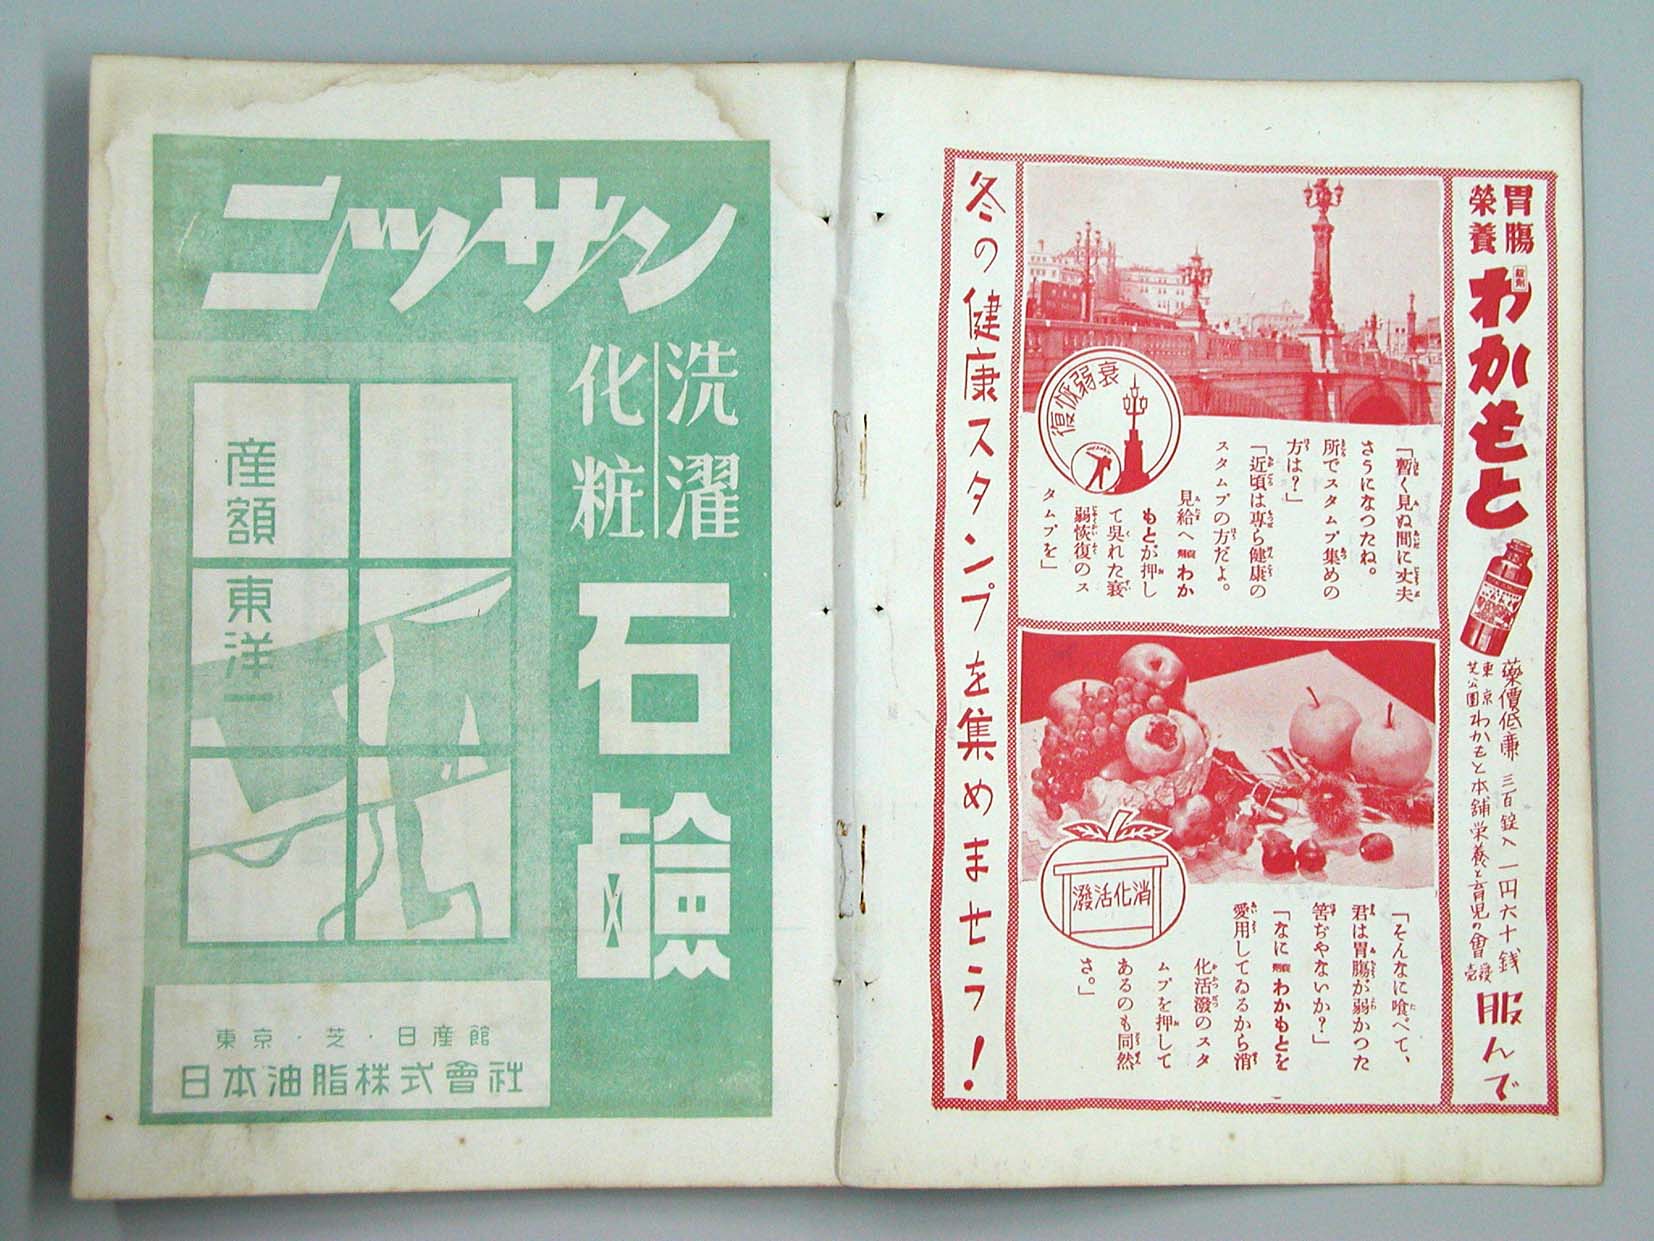 胃腸
榮養
錠剤
わかもと
藥價低廉 三百錠入 一円六十銭
東京
芝公園
わかもと本舗栄養と育児の會
服んで
衰弱恢復
「暫く見ぬ間に丈夫
さうになつたね。
所でスタムプ集めの
方は？」
「近頃は専ら健康の
スタムプの方だよ。
見給へわか
もとが押し
て呉れた衰
弱恢復のス
タムプを」
消化活潑
「そんなに喰べて、
君は胃腸が弱かつた
筈ぢやないか？」
「なにわかもとを
愛用してゐるから消
化活潑のスタ
ムプを押して
あるのも同然
さ。」
冬の健康スタンプを集めませう！
ニッサン
洗濯
化粧
石鹼
産額東洋一
東京・芝・日産館
日本油脂株式會社